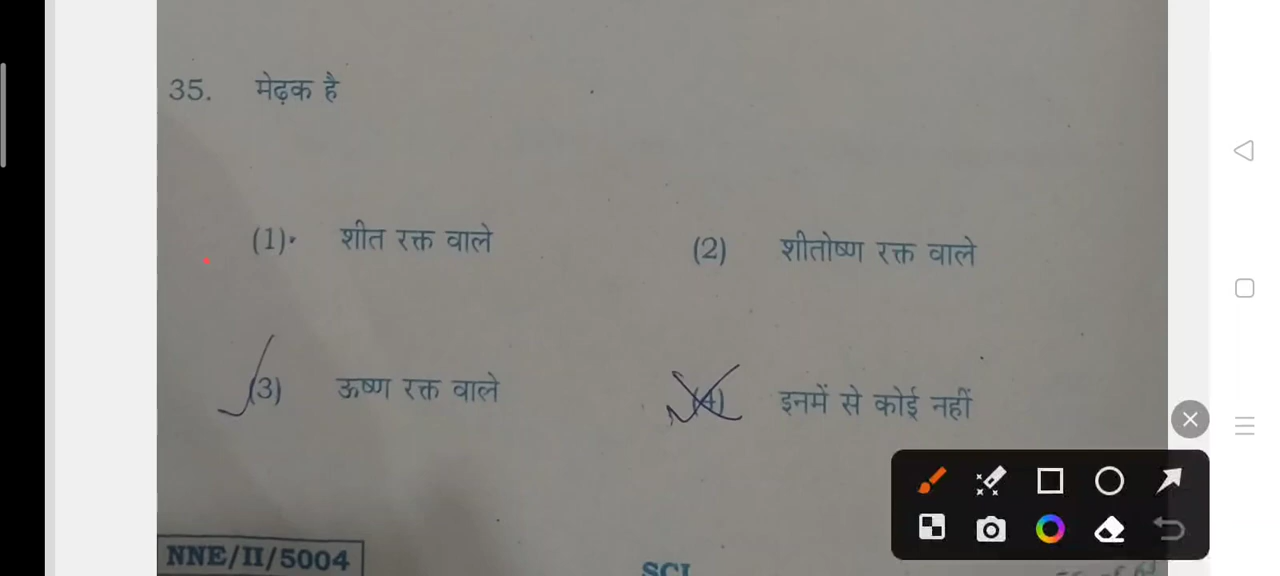 35. मेढ़क है
(1) शीत रक्त वाले
(2) शीतोष्ण रक्त वाले
(3) ऊष्ण रक्त वाले
(4) इनमें से कोई नहीं
NNE/II/5004
SCI